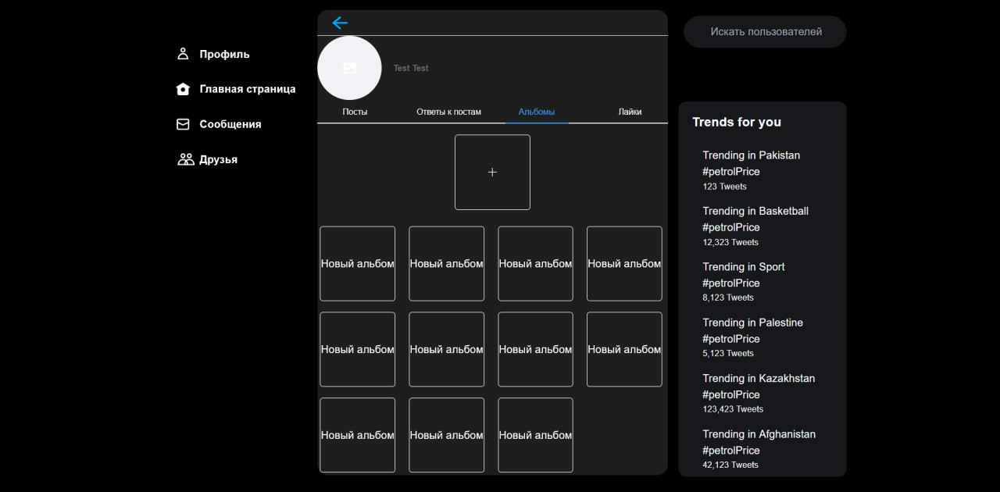 Профиль
Главная страница
Сообщения
Друзья
Test Test
Посты
Ответы к постам
Альбомы
Лайки
+
Новый альбом
Новый альбом
Новый альбом
Новый альбом
Новый альбом
Новый альбом
Новый альбом
Новый альбом
Новый альбом
Новый альбом
Новый альбом
Искать пользователей
Trends for you
Trending in Pakistan
#petrolPrice
123 Tweets
Trending in Basketball
#petrolPrice
12,323 Tweets
Trending in Sport
#petrolPrice
8,123 Tweets
Trending in Palestine
#petrolPrice
5,123 Tweets
Trending in Kazakhstan
#petrolPrice
123,423 Tweets
Trending in Afghanistan
#petrolPrice
42,123 Tweets